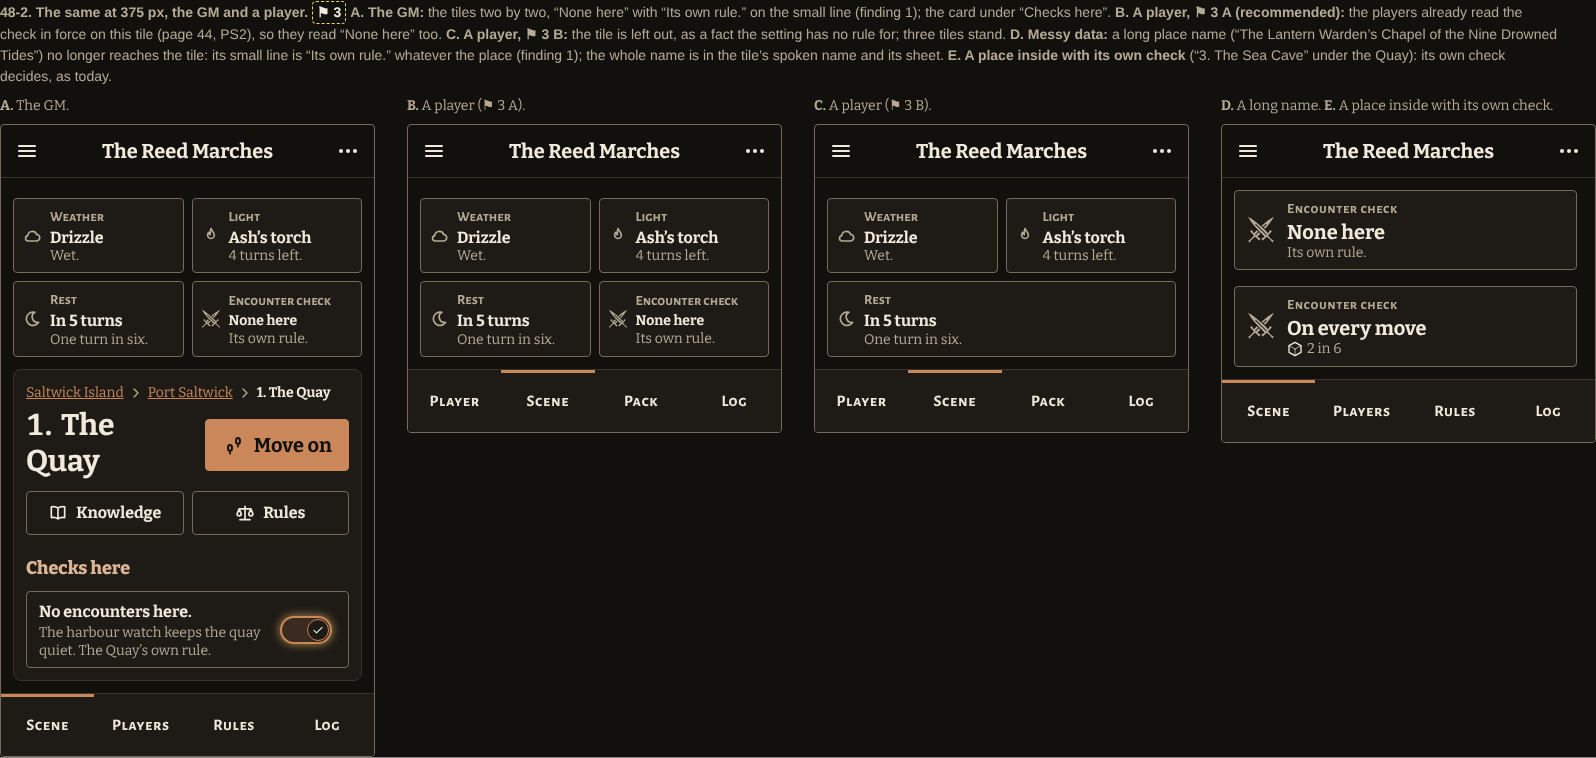 48-2. The same at 375 px, the GM and a player. ⚑ 3 A. The GM: the tiles two by two, “None here” with “Its own rule.” on the small line (finding 1); the card under “Checks here”. B. A player, ⚑ 3 A (recommended): the players already read the
check in force on this tile (page 44, PS2), so they read “None here” too. C. A player, ⚑ 3 B: the tile is left out, as a fact the setting has no rule for; three tiles stand. D. Messy data: a long place name (“The Lantern Warden’s Chapel of the Nine Drowned
Tides”) no longer reaches the tile: its small line is “Its own rule.” whatever the place (finding 1); the whole name is in the tile’s spoken name and its sheet. E. A place inside with its own check (“3. The Sea Cave” under the Quay): its own check
decides, as today.
A. The GM.
The Reed Marches
Weather
Drizzle
Wet.
Light
Ash’s torch
4 turns left.
Rest
In 5 turns
One turn in six.
Encounter check
None here
Its own rule.
Saltwick Island > Port Saltwick > 1. The Quay
1. The
Quay
Move on
Knowledge
Rules
Checks here
No encounters here.
The harbour watch keeps the quay
quiet. The Quay’s own rule.
Scene Players Rules Log
B. A player (⚑ 3 A).
The Reed Marches
Weather
Drizzle
Wet.
Light
Ash’s torch
4 turns left.
Rest
In 5 turns
One turn in six.
Encounter check
None here
Its own rule.
Player Scene Pack Log
C. A player (⚑ 3 B).
The Reed Marches
Weather
Drizzle
Wet.
Light
Ash’s torch
4 turns left.
Rest
In 5 turns
One turn in six.
Player Scene Pack Log
D. A long name. E. A place inside with its own check.
The Reed Marches
Encounter check
None here
Its own rule.
Encounter check
On every move
2 in 6
Scene Players Rules Log